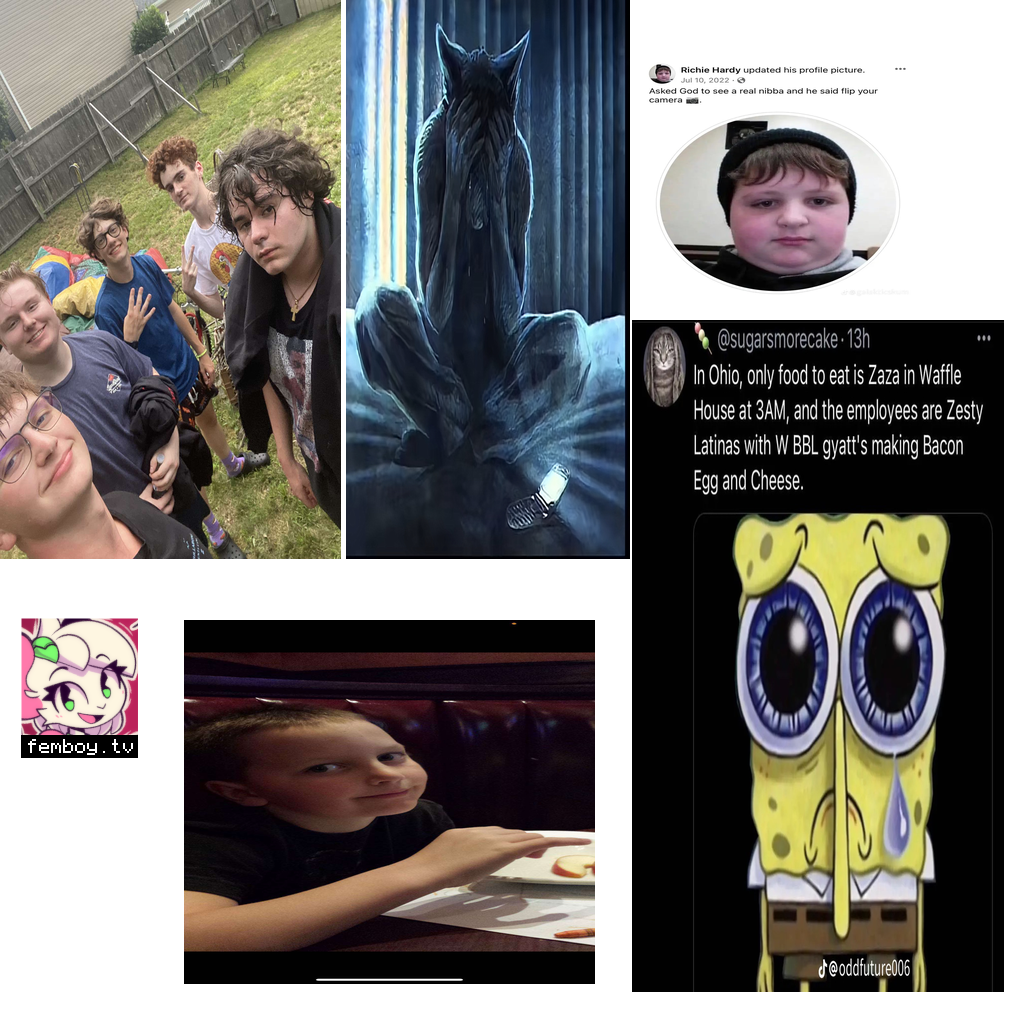 Richie Hardy updated his profile picture.
Jul 10, 2022 ·
Asked God to see a real nibba and he said flip your
camera 📷.
@sugarsmorecake · 13h
In Ohio, only food to eat is Zaza in Waffle
House at 3AM, and the employees are Zesty
Latinas with W BBL gyatt's making Bacon
Egg and Cheese.
@oddfuture006
femboy.tv